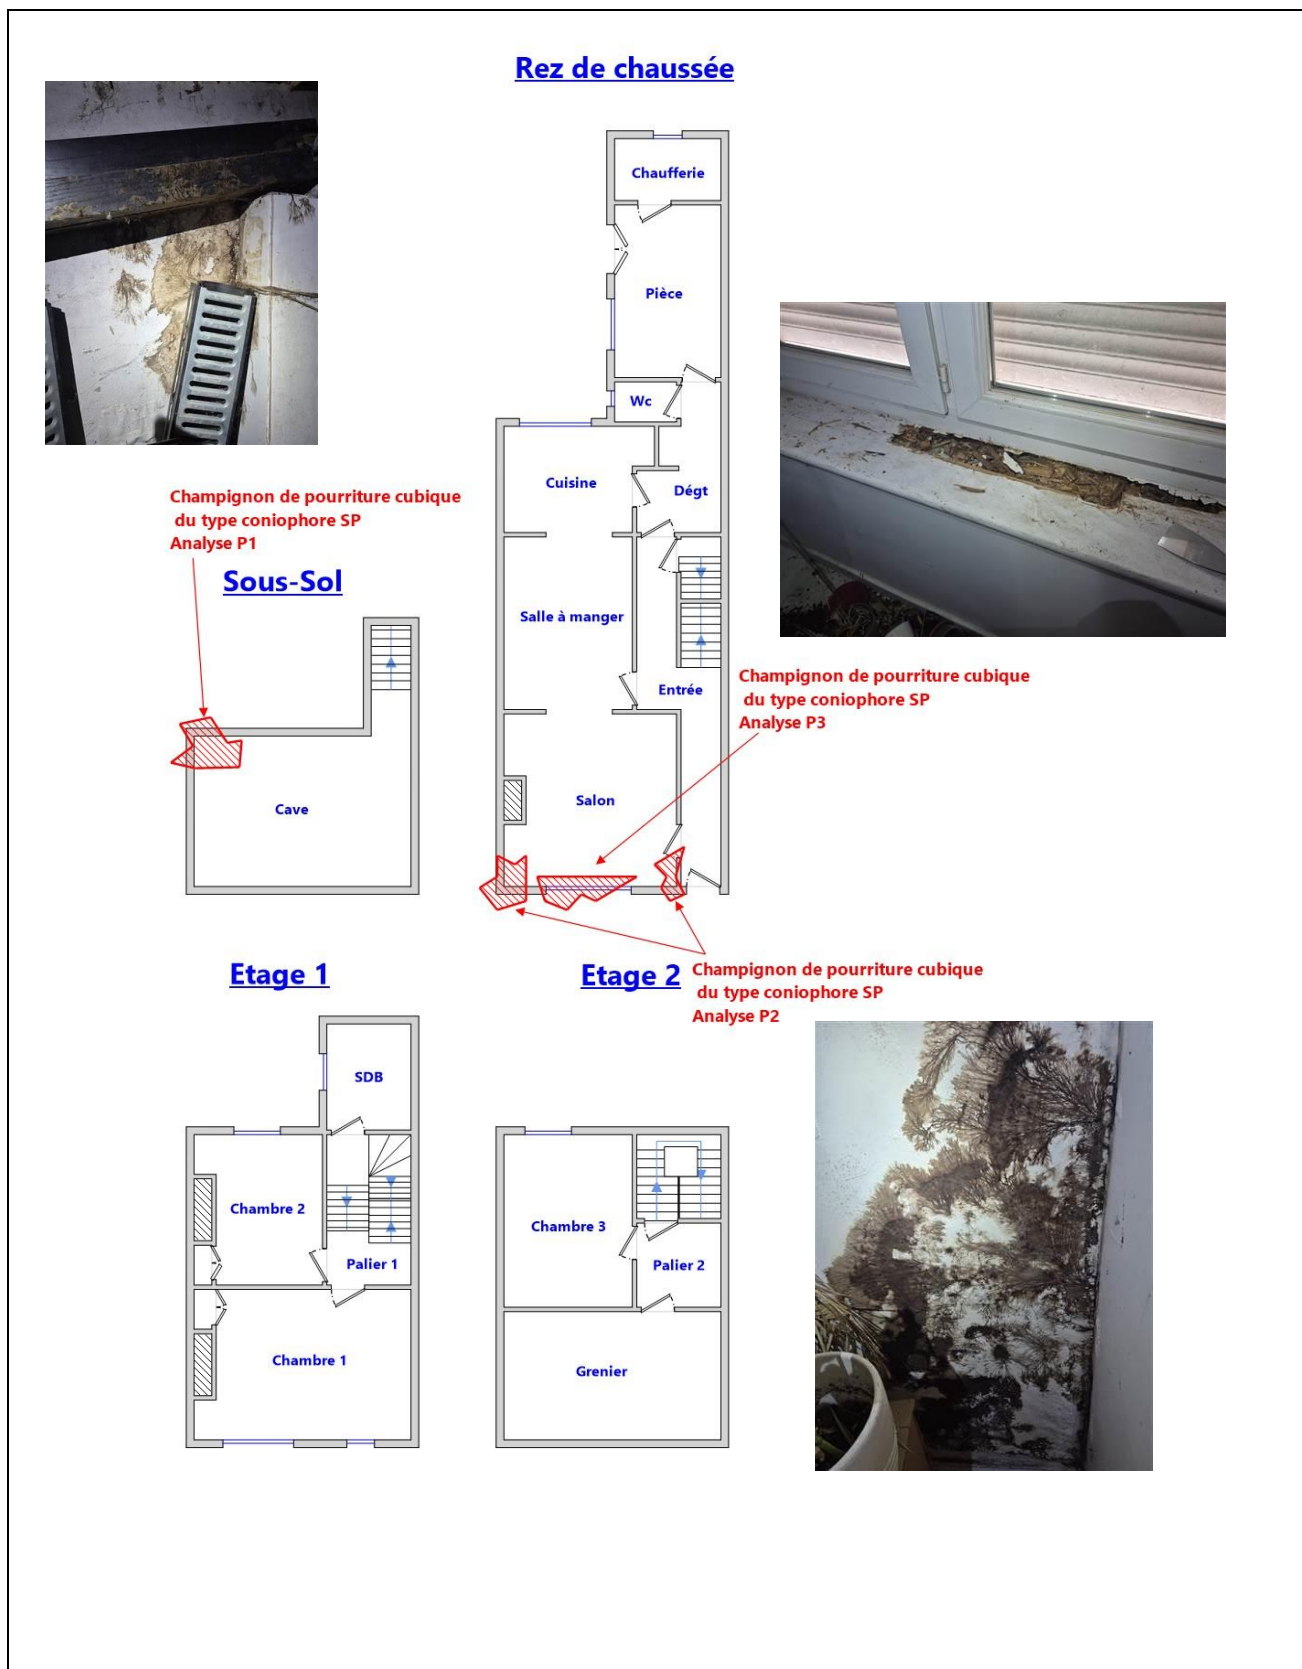 Rez de chaussée
Chaufferie
Pièce
Wc
Cuisine
Dégt
Salle à manger
Entrée
Salon
Champignon de pourriture cubique
du type coniophore SP
Analyse P1
Sous-Sol
Cave
Champignon de pourriture cubique
du type coniophore SP
Analyse P3
Champignon de pourriture cubique
du type coniophore SP
Analyse P2
Etage 1
SDB
Chambre 2
Palier 1
Chambre 1
Etage 2
Chambre 3
Palier 2
Grenier